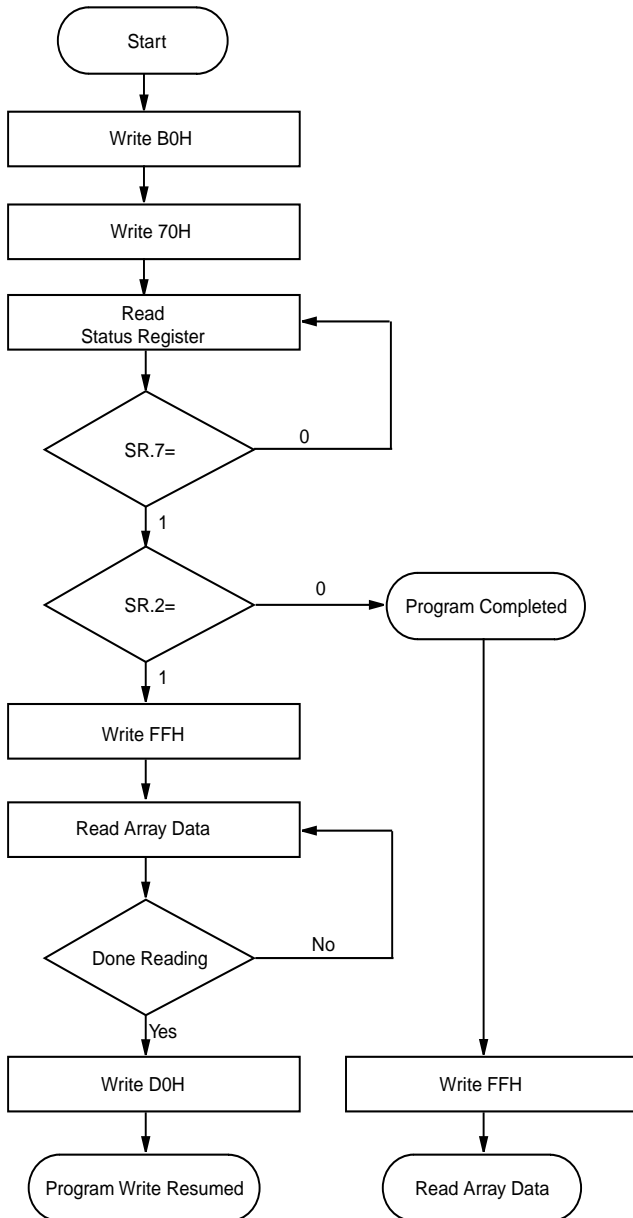 Start
Write B0H
Write 70H
Read
Status Register
SR.7=
0
1
SR.2=
0
Program Completed
1
Write FFH
Read Array Data
Done Reading
No
Yes
Write D0H
Write FFH
Program Write Resumed
Read Array Data